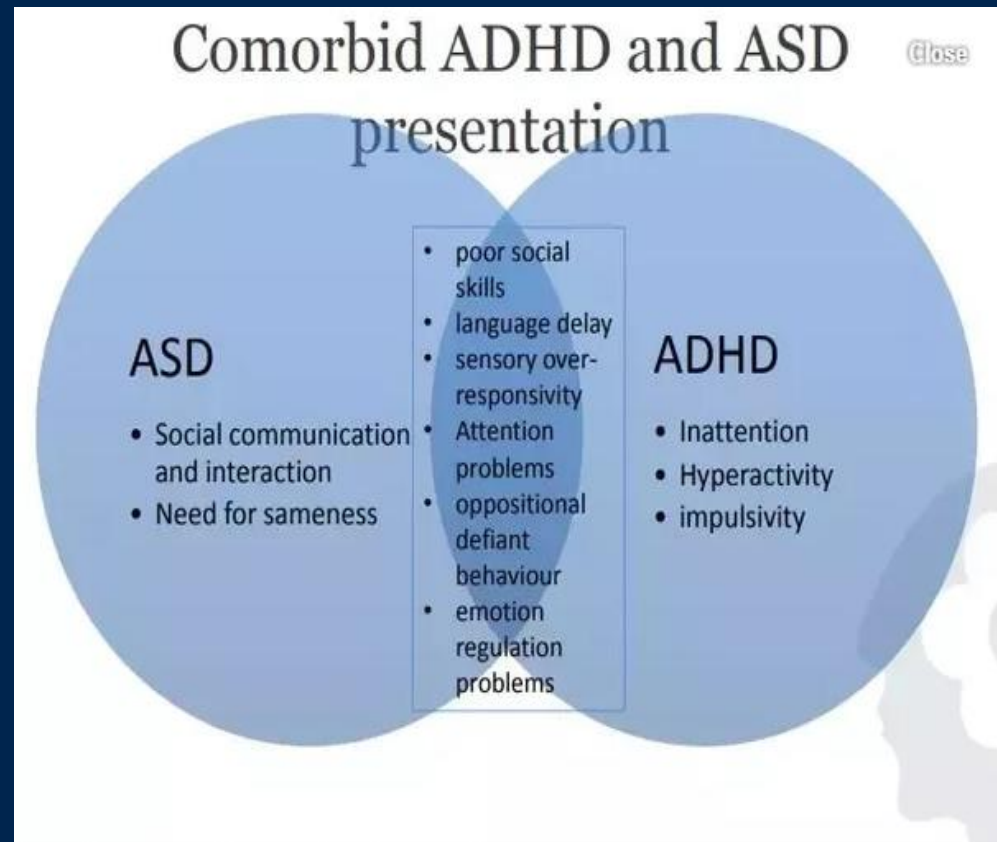 Comorbid ADHD and ASD
presentation
Close
ASD
• Social communication
and interaction
• Need for sameness
• poor social
skills
• language delay
• sensory over-
responsivity
• Attention
problems
• oppositional
defiant
behaviour
• emotion
regulation
problems
ADHD
• Inattention
• Hyperactivity
• impulsivity